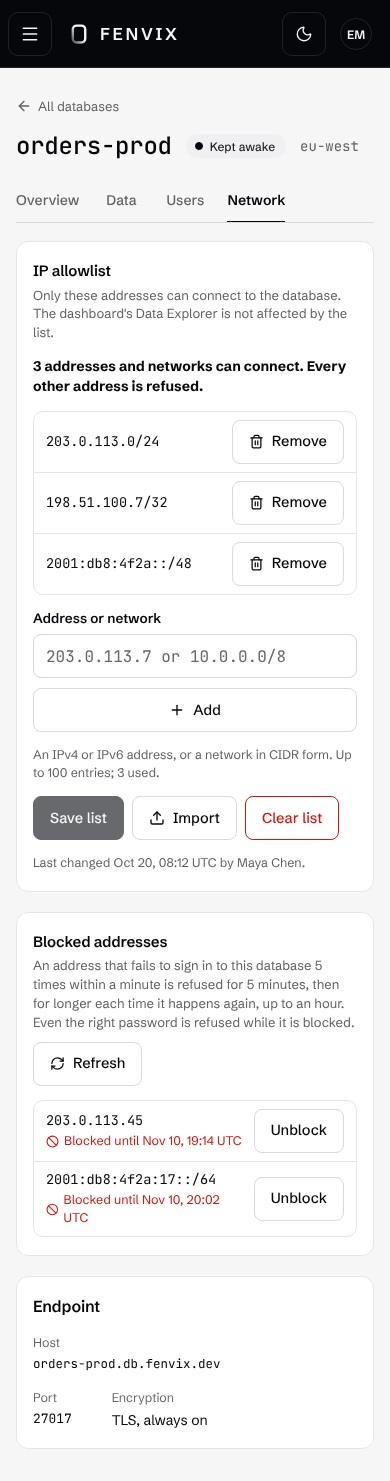 FENVIX
EM
All databases
orders-prod
Kept awake
eu-west
Overview
Data
Users
Network
IP allowlist
Only these addresses can connect to the database.
The dashboard's Data Explorer is not affected by the
list.
3 addresses and networks can connect. Every
other address is refused.
203.0.113.0/24
Remove
198.51.100.7/32
Remove
2001:db8:4f2a::/48
Remove
Address or network
203.0.113.7 or 10.0.0.0/8
Add
An IPv4 or IPv6 address, or a network in CIDR form. Up
to 100 entries; 3 used.
Save list
Import
Clear list
Last changed Oct 20, 08:12 UTC by Maya Chen.
Blocked addresses
An address that fails to sign in to this database 5
times within a minute is refused for 5 minutes, then
for longer each time it happens again, up to an hour.
Even the right password is refused while it is blocked.
Refresh
203.0.113.45
Blocked until Nov 10, 19:14 UTC
Unblock
2001:db8:4f2a:17::/64
Blocked until Nov 10, 20:02
UTC
Unblock
Endpoint
Host
orders-prod.db.fenvix.dev
Port
Encryption
27017
TLS, always on